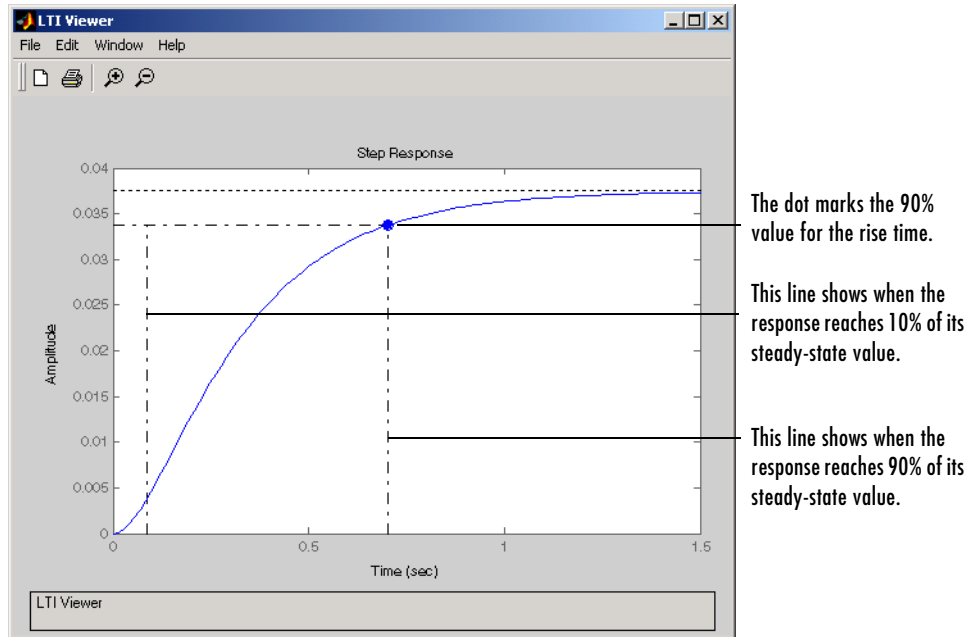 LTI Viewer
File Edit Window Help
Step Response
0.04
0.035
0.03
0.025
0.02
0.015
0.01
0.005
0
Amplitude
0
0.5
1
1.5
Time (sec)
LTI Viewer
The dot marks the 90%
value for the rise time.
This line shows when the
response reaches 10% of its
steady-state value.
This line shows when the
response reaches 90% of its
steady-state value.